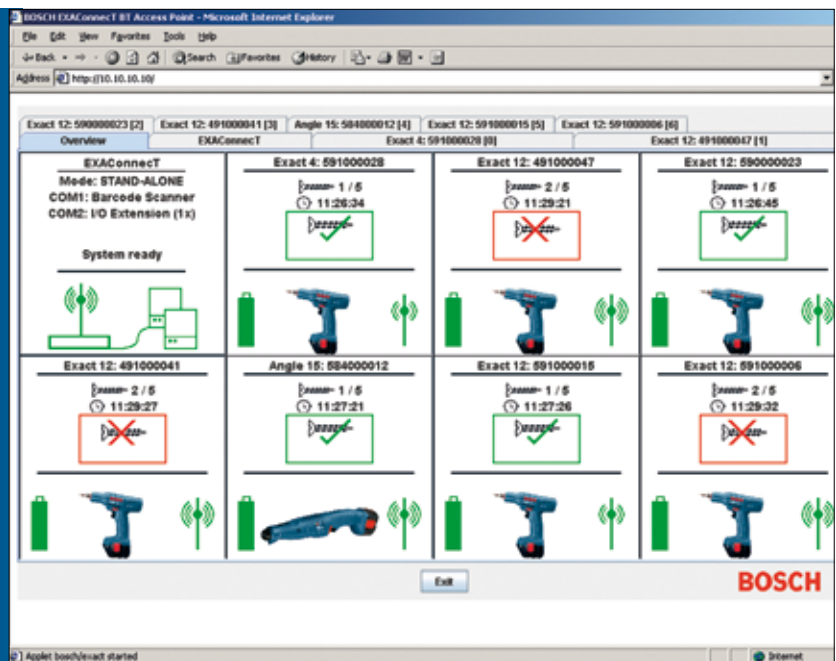 BOSCH EXAConnecT BT Access Point - Microsoft Internet Explorer
File Edit View Favorites Tools Help
Back Search Favorites History
Address http://10.10.10.10/
Exact 12: 590000023 [2] Exact 12: 491000041 [3] Angle 15: 584000012 [4] Exact 12: 591000015 [5] Exact 12: 591000006 [6]
Overview EXAConnecT Exact 4: 591000028 [0] Exact 12: 491000047 [1]
EXAConnecT
Mode: STAND-ALONE
COM1: Barcode Scanner
COM2: I/O Extension (1x)
System ready
Exact 4: 591000028
1 / 5
11:26:34
Exact 12: 491000047
2 / 5
11:29:21
Exact 12: 590000023
1 / 5
11:26:45
Exact 12: 491000041
2 / 5
11:29:27
Angle 15: 584000012
1 / 5
11:27:21
Exact 12: 591000015
1 / 5
11:27:26
Exact 12: 591000006
2 / 5
11:29:32
Exit
BOSCH
Applet bosch/exact started
Internet